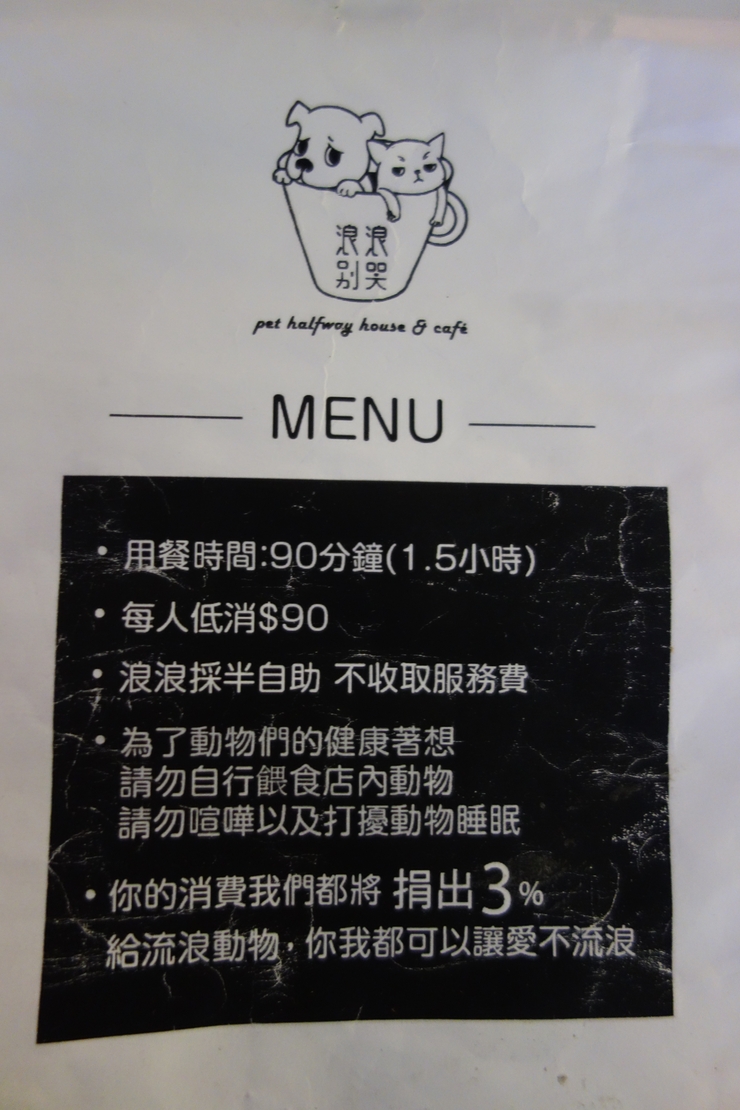 浪浪
別哭
pet halfway house & café
MENU
• 用餐時間:90分鐘(1.5小時)
• 每人低消$90
• 浪浪採半自助 不收取服務費
• 為了動物們的健康著想
請勿自行餵食店內動物
請勿喧嘩以及打擾動物睡眠
• 你的消費我們都將 捐出3%
給流浪動物，你我都可以讓愛不流浪